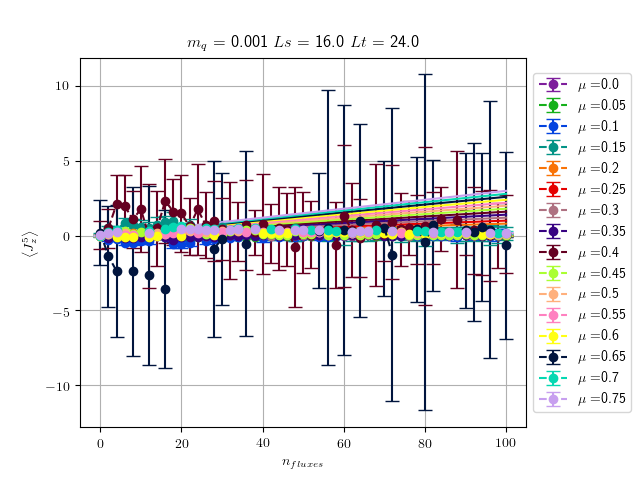 m_q = 0.001 Ls = 16.0 Lt = 24.0
10
5
0
−5
−10
⟨J_z^5⟩
0 20 40 60 80 100
n_fluxes
μ =0.0
μ =0.05
μ =0.1
μ =0.15
μ =0.2
μ =0.25
μ =0.3
μ =0.35
μ =0.4
μ =0.45
μ =0.5
μ =0.55
μ =0.6
μ =0.65
μ =0.7
μ =0.75